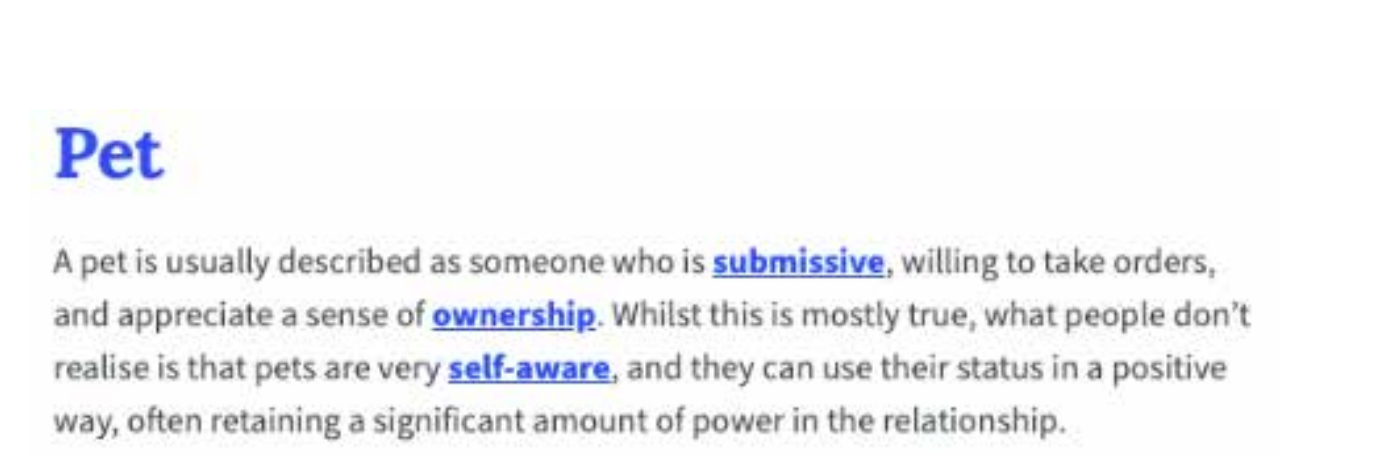 Pet
A pet is usually described as someone who is submissive, willing to take orders,
and appreciate a sense of ownership. Whilst this is mostly true, what people don’t
realise is that pets are very self-aware, and they can use their status in a positive
way, often retaining a significant amount of power in the relationship.